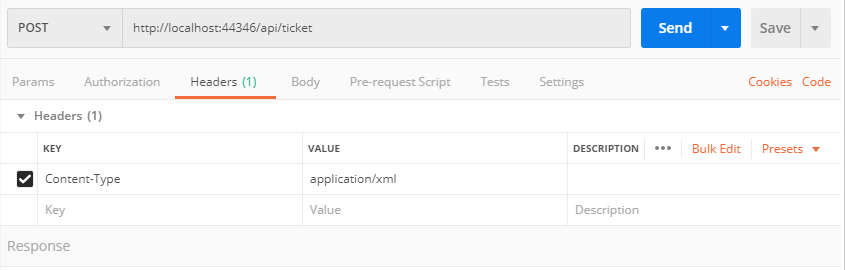 POST http://localhost:44346/api/ticket Send Save
Params Authorization Headers (1) Body Pre-request Script Tests Settings Cookies Code
Headers (1)
KEY VALUE DESCRIPTION ••• Bulk Edit Presets
Content-Type application/xml
Key Value Description
Response